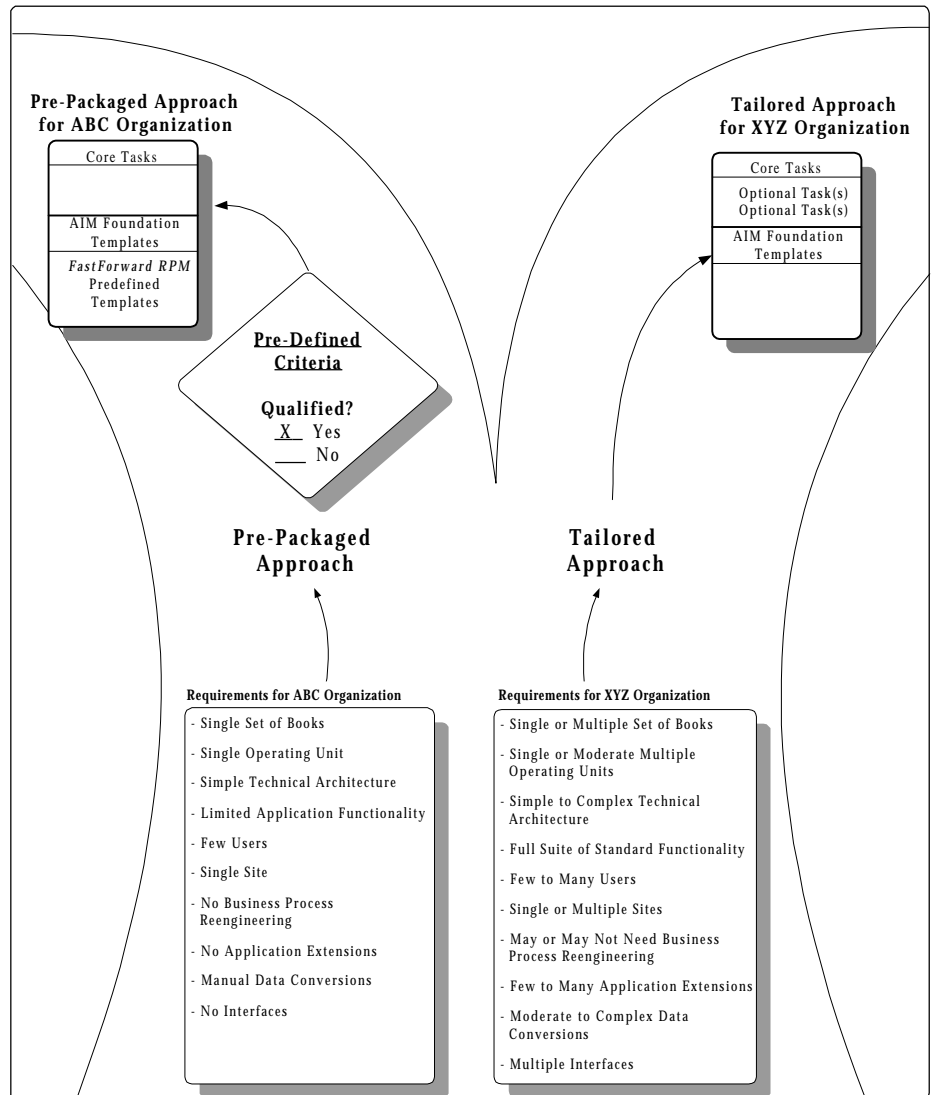 Pre-Packaged Approach
for ABC Organization
Core Tasks
AIM Foundation
Templates
FastForward RPM
Predefined
Templates
Tailored Approach
for XYZ Organization
Core Tasks
Optional Task(s)
Optional Task(s)
AIM Foundation
Templates
Pre-Defined
Criteria
Qualified?
X Yes
___ No
Pre-Packaged
Approach
Tailored
Approach
Requirements for ABC Organization
- Single Set of Books
- Single Operating Unit
- Simple Technical Architecture
- Limited Application Functionality
- Few Users
- Single Site
- No Business Process
Reengineering
- No Application Extensions
- Manual Data Conversions
- No Interfaces
Requirements for XYZ Organization
- Single or Multiple Set of Books
- Single or Moderate Multiple
Operating Units
- Simple to Complex Technical
Architecture
- Full Suite of Standard Functionality
- Few to Many Users
- Single or Multiple Sites
- May or May Not Need Business
Process Reengineering
- Few to Many Application Extensions
- Moderate to Complex Data
Conversions
- Multiple Interfaces